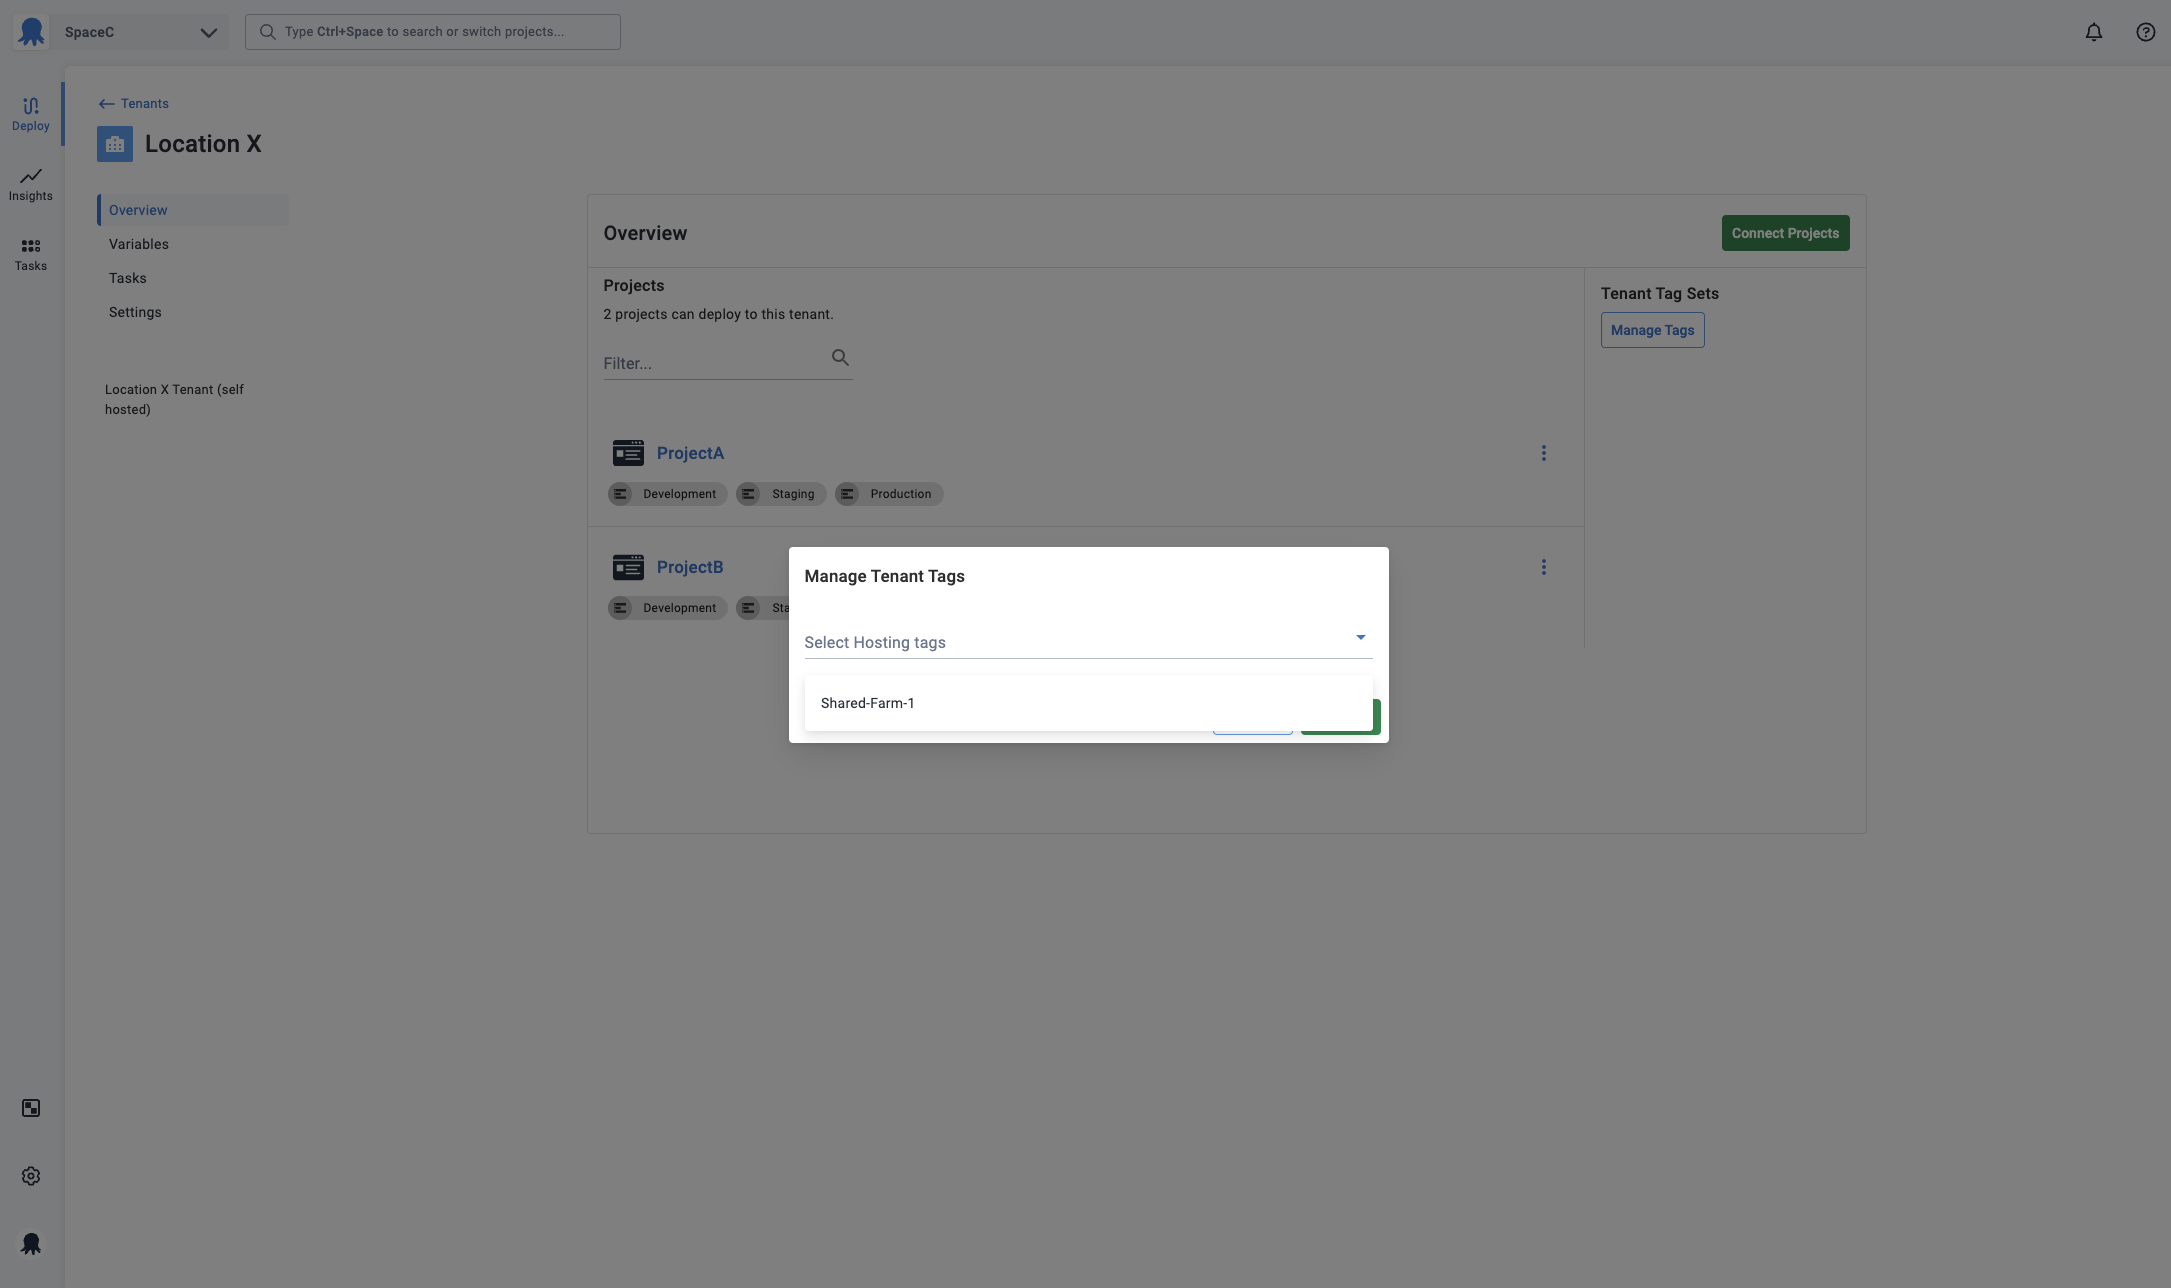 SpaceC
Type Ctrl+Space to search or switch projects...
Deploy
Insights
Tasks
Tenants
Location X
Overview
Variables
Tasks
Settings
Location X Tenant (self
hosted)
Overview
Connect Projects
Projects
2 projects can deploy to this tenant.
Filter...
Tenant Tag Sets
Manage Tags
ProjectA
Development
Staging
Production
ProjectB
Development
Sta
Manage Tenant Tags
Select Hosting tags
Shared-Farm-1